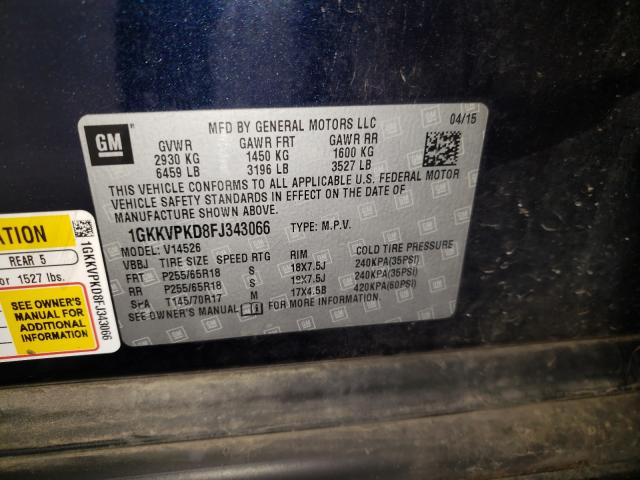 GM
MFD BY GENERAL MOTORS LLC
04/15
GVWR GAWR FRT GAWR RR
2930 KG 1450 KG 1600 KG
6459 LB 3196 LB 3527 LB
THIS VEHICLE CONFORMS TO ALL APPLICABLE U.S. FEDERAL MOTOR
VEHICLE SAFETY STANDARDS IN EFFECT ON THE DATE OF
MANUFACTURE SHOWN ABOVE.
1GKKVPKD8FJ343066 TYPE: M.P.V.
MODEL: V14526
VBBJ TIRE SIZE SPEED RTG RIM COLD TIRE PRESSURE
FRT P255/65R18 S 18X7.5J 240KPA(35PSI)
RR P255/65R18 S 18X7.5J 240KPA(35PSI)
SPA T145/70R17 M 17X4.5B 420KPA(60PSI)
SEE OWNER'S MANUAL FOR MORE INFORMATION.
ATION
REAR 5
r 1527 lbs.
SEE OWNER'S
MANUAL FOR
ADDITIONAL
INFORMATION
1GKKVPKD8FJ343066